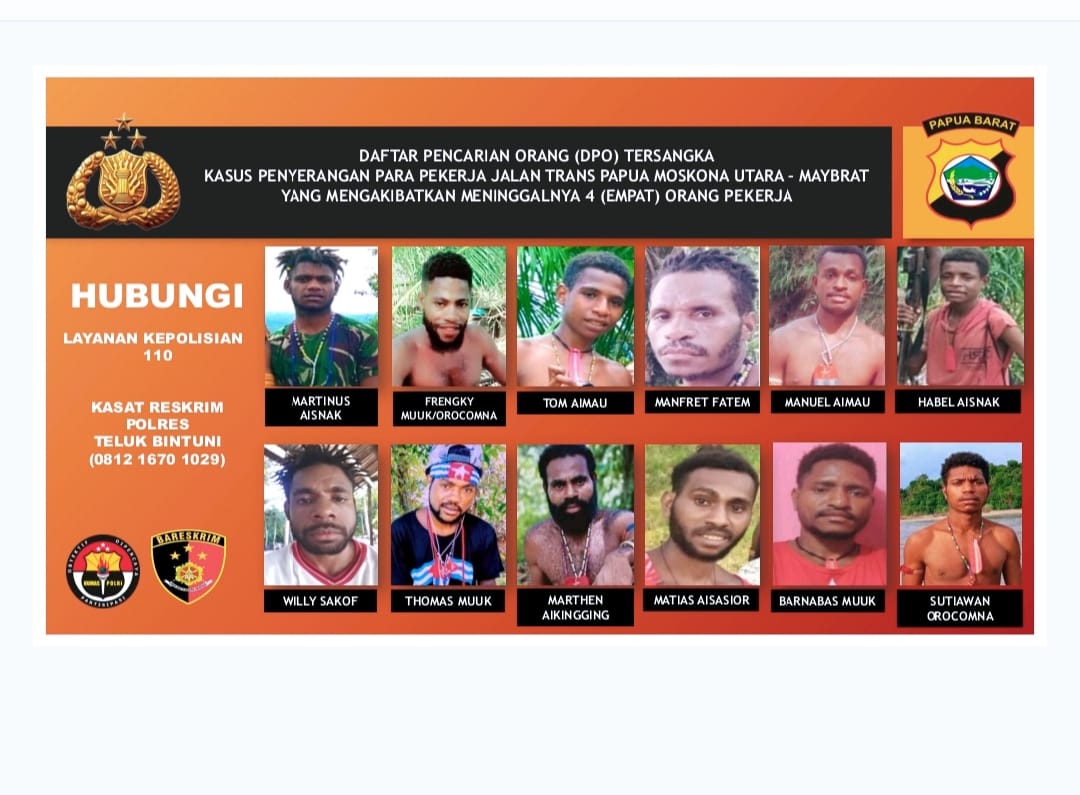 DAFTAR PENCARIAN ORANG (DPO) TERSANGKA
KASUS PENYERANGAN PARA PEKERJA JALAN TRANS PAPUA MOSKONA UTARA - MAYBRAT
YANG MENGAKIBATKAN MENINGGALNYA 4 (EMPAT) ORANG PEKERJA
PAPUA BARAT
HUBUNGI
LAYANAN KEPOLISIAN
110
KASAT RESKRIM
POLRES
TELUK BINTUNI
(0812 1670 1029)
MARTINUS
AISNAK
FRENGKY
MUUK/OROCOMNA
TOM AIMAU
MANFRET FATEM
MANUEL AIMAU
HABEL AISNAK
WILLY SAKOF
THOMAS MUUK
MARTHEN
AIKINGGING
MATIAS AISASIOR
BARNABAS MUUK
SUTIAWAN
OROCOMNA
HUMAS POLRI
PARTISIPASI
BARESKRIM